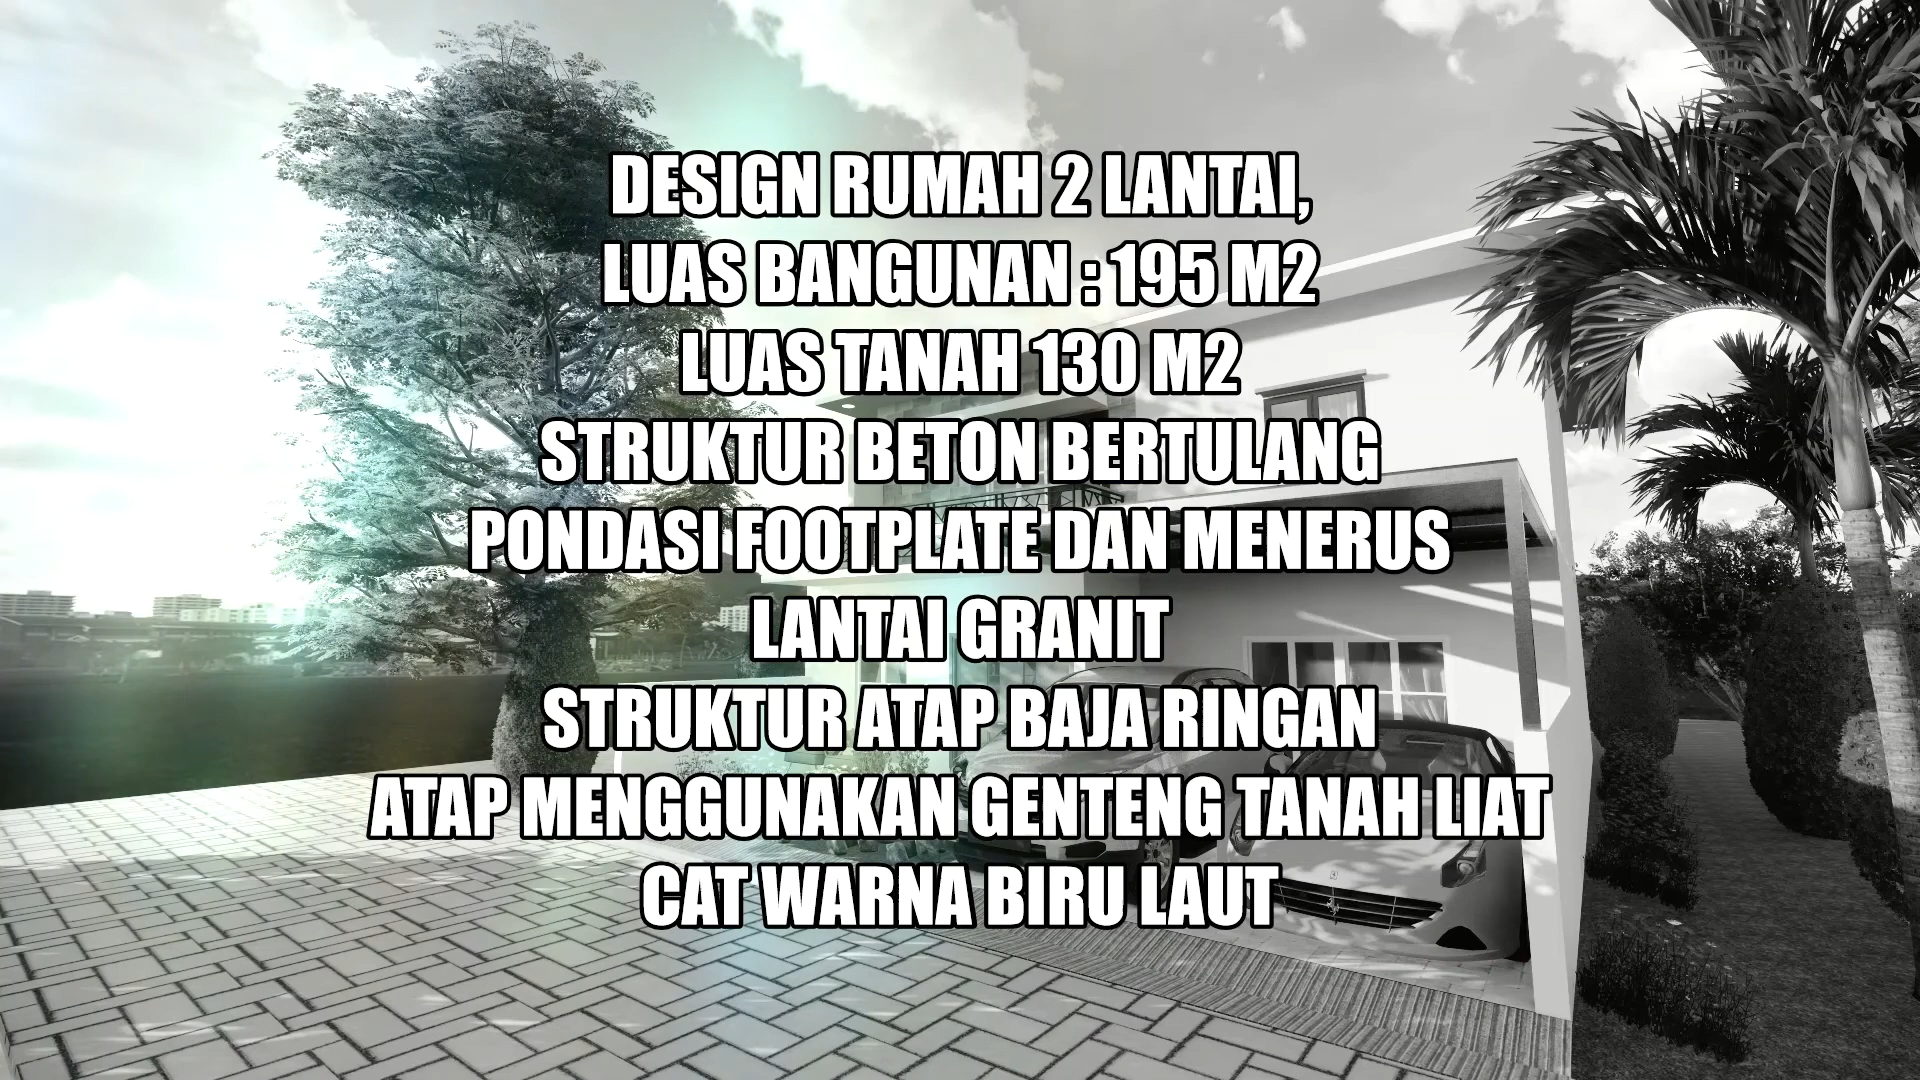 DESIGN RUMAH 2 LANTAI,
LUAS BANGUNAN : 195 M2
LUAS TANAH 130 M2
STRUKTUR BETON BERTULANG
PONDASI FOOTPLATE DAN MENERUS
LANTAI GRANIT
STRUKTUR ATAP BAJA RINGAN
ATAP MENGGUNAKAN GENTENG TANAH LIAT
CAT WARNA BIRU LAUT